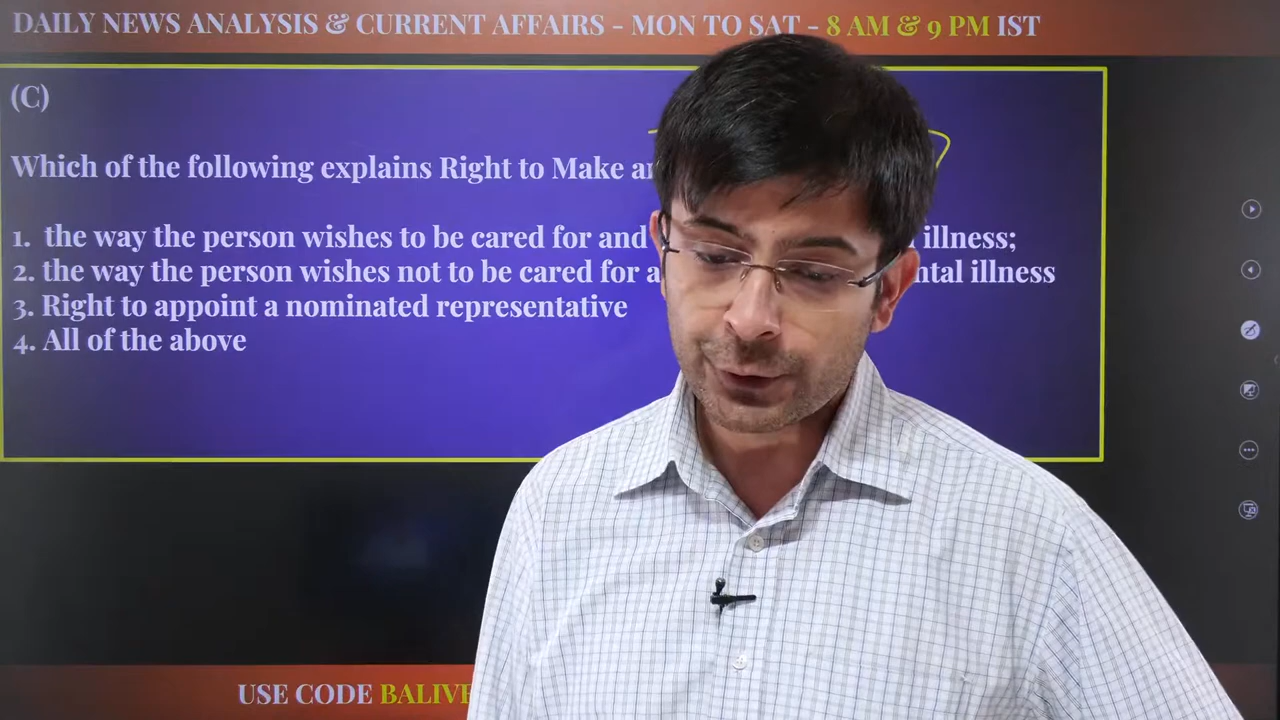 DAILY NEWS ANALYSIS & CURRENT AFFAIRS - MON TO SAT - 8 AM & 9 PM IST
(C)
Which of the following explains Right to Make
1. the way the person wishes to be cared for and illness;
2. the way the person wishes not to be cared for illness
3. Right to appoint a nominated representative
4. All of the above
USE CODE BALIVE